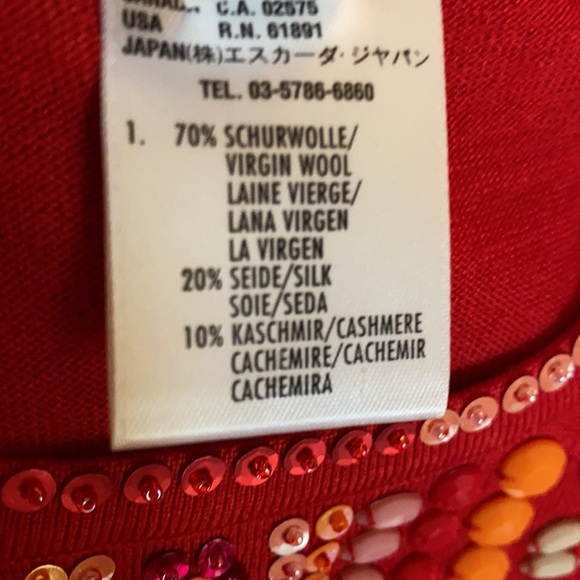 CANADA C.A. 02575
USA R.N. 61891
JAPAN(株)エスカーダ・ジャパン
TEL. 03-5786-6860
1. 70% SCHURWOLLE/
VIRGIN WOOL
LAINE VIERGE/
LANA VIRGEN
LA VIRGEN
20% SEIDE/SILK
SOIE/SEDA
10% KASCHMIR/CASHMERE
CACHEMIRE/CACHEMIR
CACHEMIRA